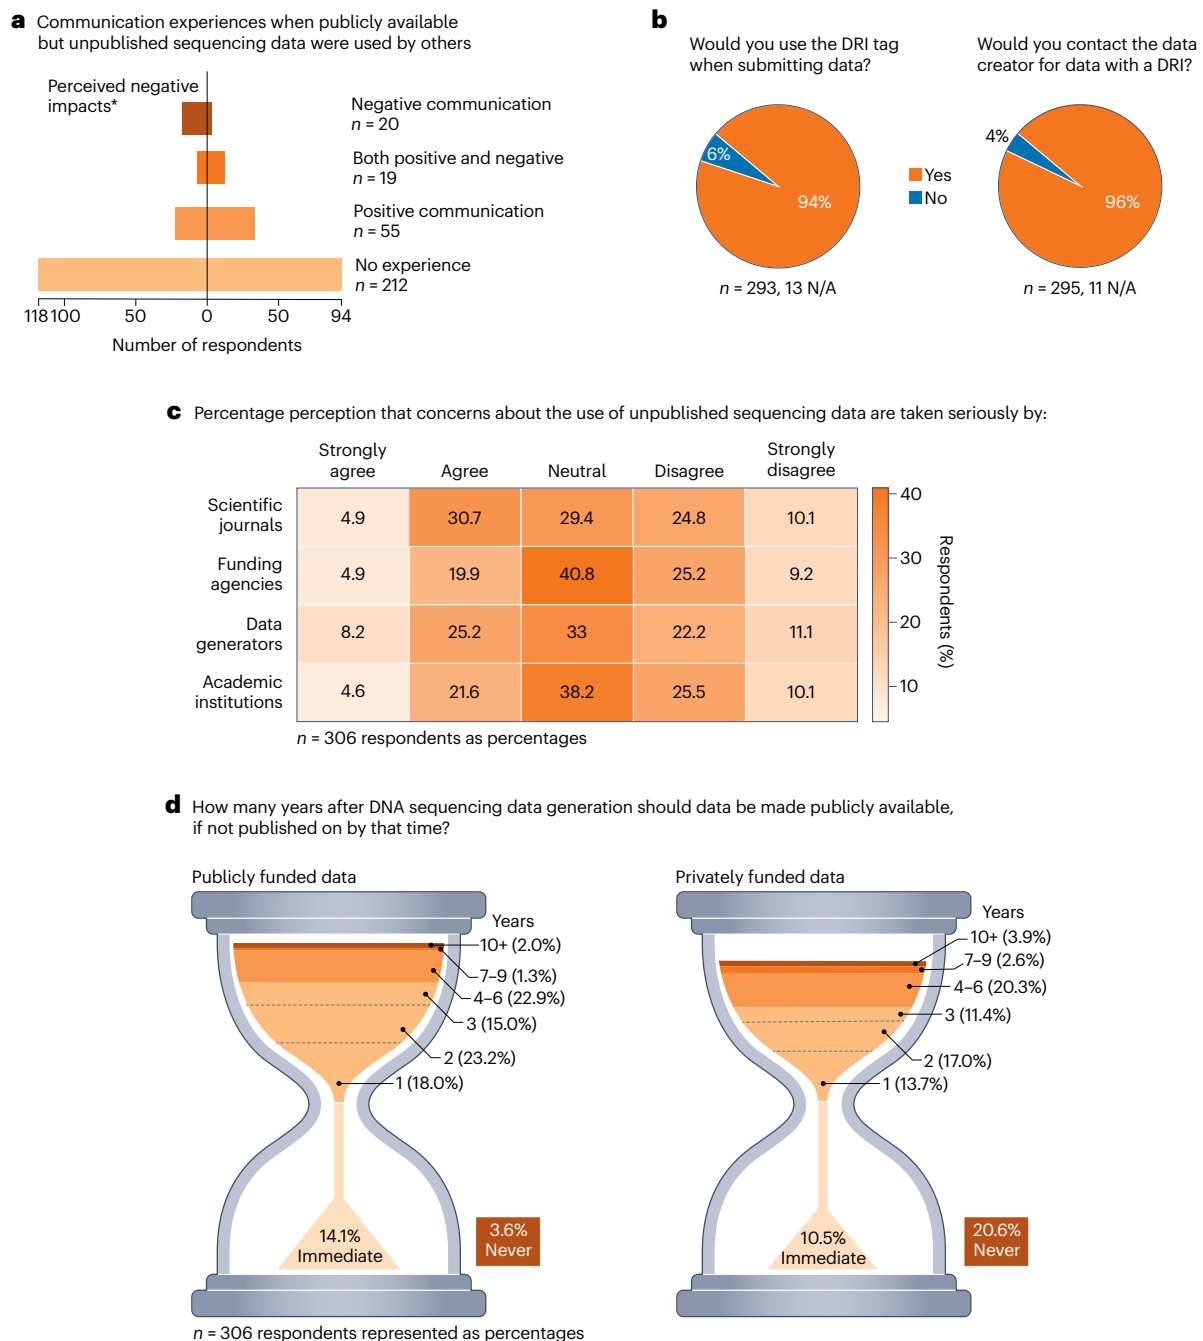 a Communication experiences when publicly available
but unpublished sequencing data were used by others
Perceived negative
impacts*
Negative communication
n = 20
Both positive and negative
n = 19
Positive communication
n = 55
No experience
n = 212
118 100 50 0 50 94
Number of respondents
b
Would you use the DRI tag
when submitting data?
6%
94%
n = 293, 13 N/A
Yes
No
Would you contact the data
creator for data with a DRI?
4%
96%
n = 295, 11 N/A
c Percentage perception that concerns about the use of unpublished sequencing data are taken seriously by:
Strongly
agree
Agree
Neutral
Disagree
Strongly
disagree
Scientific
journals
4.9 30.7 29.4 24.8 10.1
Funding
agencies
4.9 19.9 40.8 25.2 9.2
Data
generators
8.2 25.2 33 22.2 11.1
Academic
institutions
4.6 21.6 38.2 25.5 10.1
40
30
20
10
Respondents (%)
n = 306 respondents as percentages
d How many years after DNA sequencing data generation should data be made publicly available,
if not published on by that time?
Publicly funded data
Years
10+ (2.0%)
7–9 (1.3%)
4–6 (22.9%)
3 (15.0%)
2 (23.2%)
1 (18.0%)
14.1%
Immediate
3.6%
Never
Privately funded data
Years
10+ (3.9%)
7–9 (2.6%)
4–6 (20.3%)
3 (11.4%)
2 (17.0%)
1 (13.7%)
10.5%
Immediate
20.6%
Never
n = 306 respondents represented as percentages